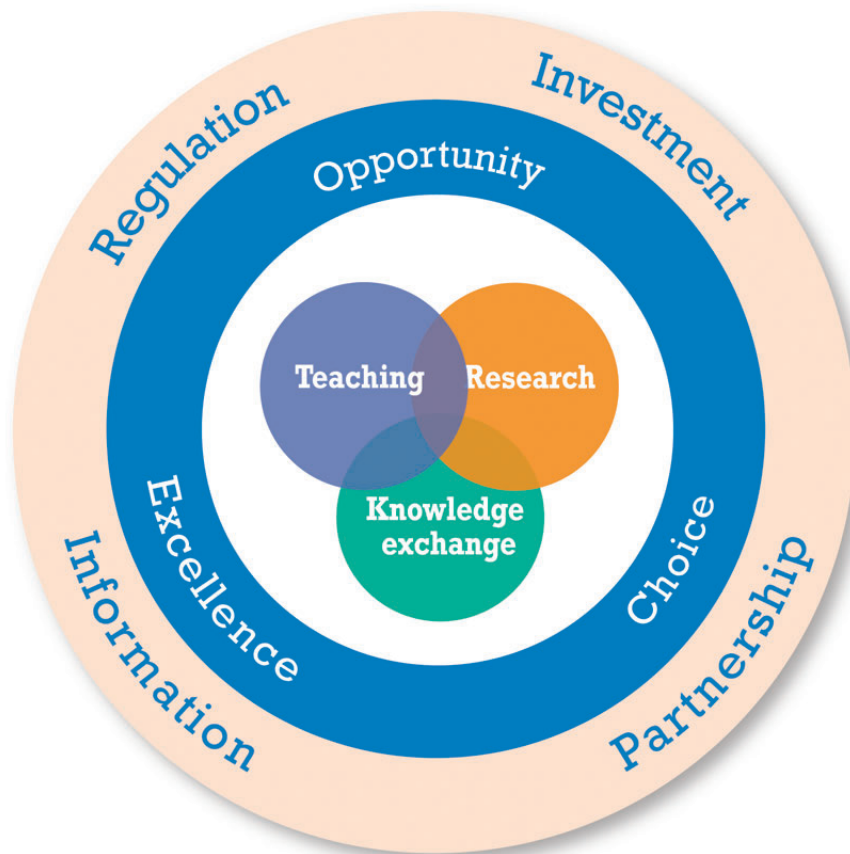 Regulation
Investment
Opportunity
Teaching
Research
Knowledge
exchange
Excellence
Choice
Information
Partnership